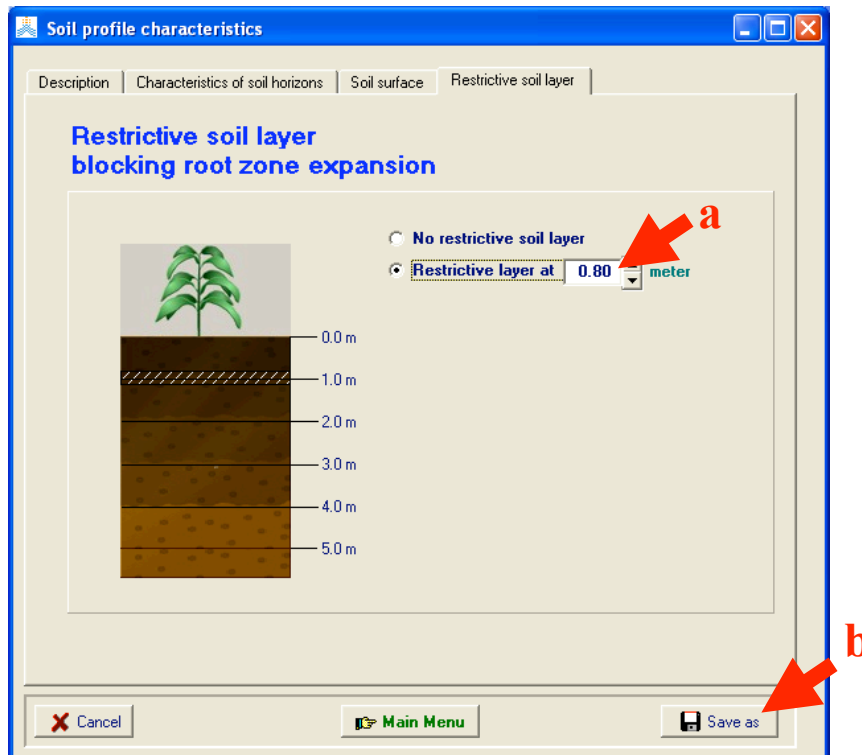 Soil profile characteristics
Description Characteristics of soil horizons Soil surface Restrictive soil layer
Restrictive soil layer
blocking root zone expansion
a
No restrictive soil layer
Restrictive layer at 0.80 meter
0.0 m
1.0 m
2.0 m
3.0 m
4.0 m
5.0 m
b
Cancel Main Menu Save as